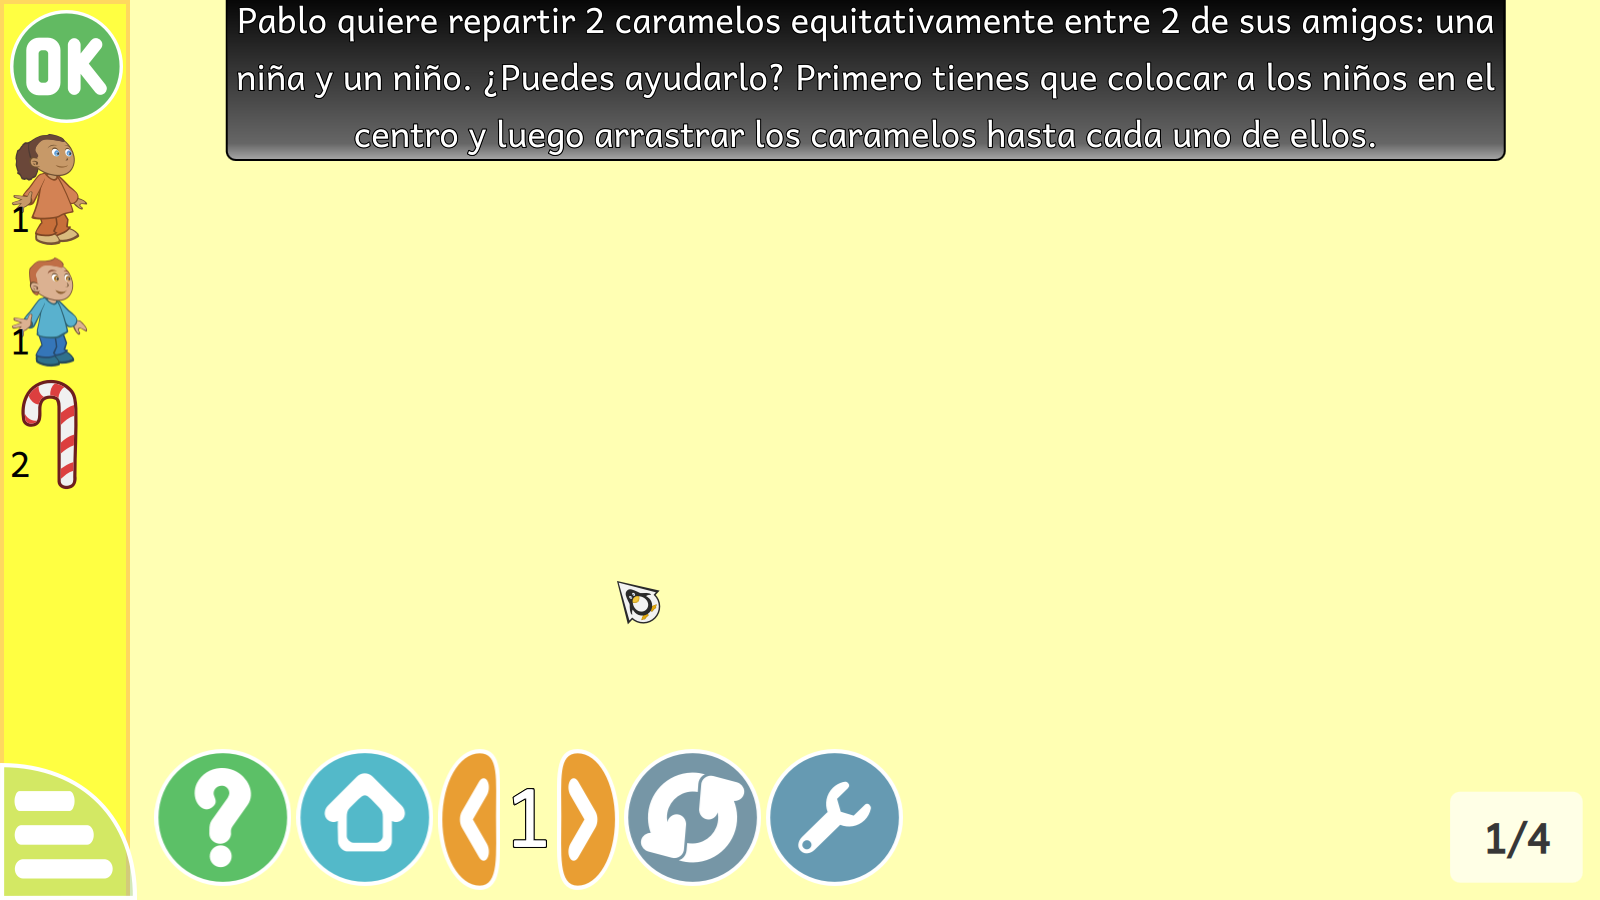 Pablo quiere repartir 2 caramelos equitativamente entre 2 de sus amigos: una
niña y un niño. ¿Puedes ayudarlo? Primero tienes que colocar a los niños en el
centro y luego arrastrar los caramelos hasta cada uno de ellos.
OK
1
1
2
1
1/4